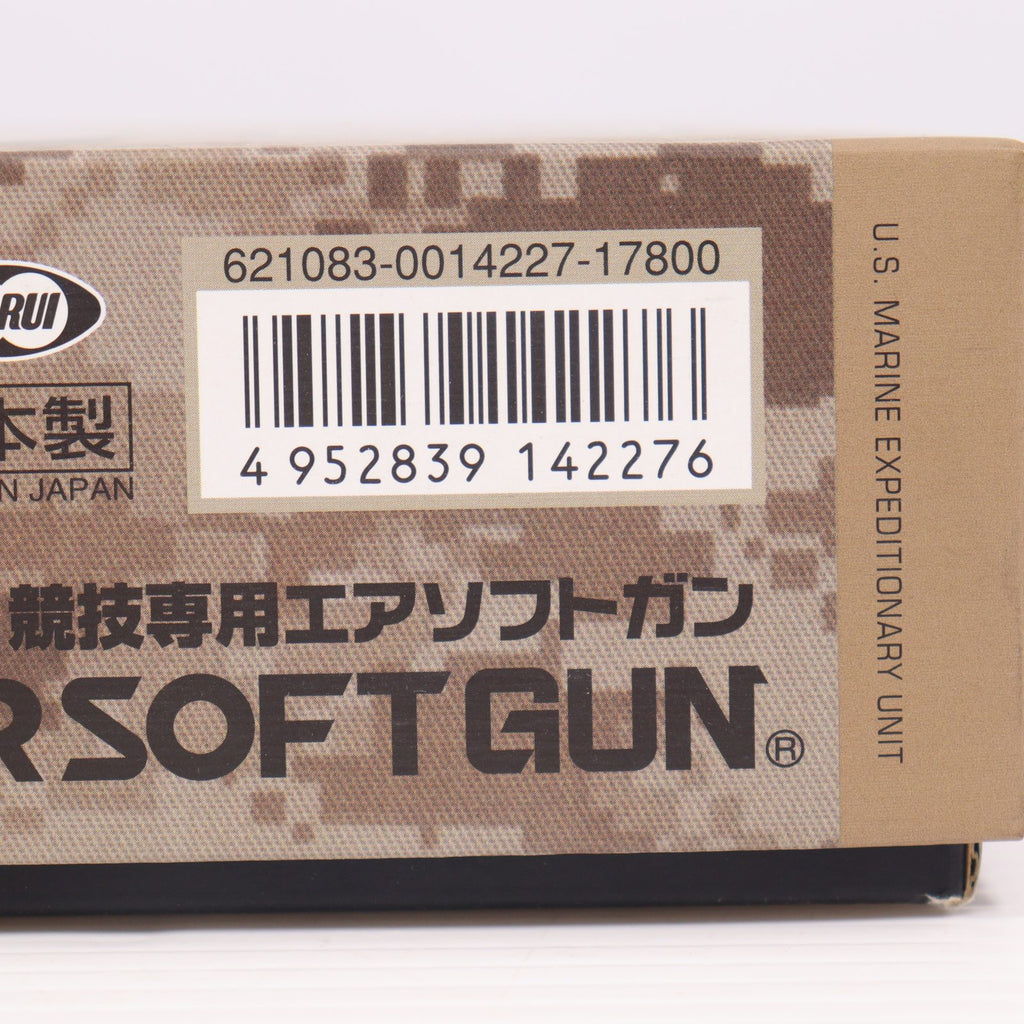 621083-0014227-17800
RUI
4 952839 142276
本製
N JAPAN
競技専用エアソフトガン
RSOFTGUN®
U.S. MARINE EXPEDITIONARY UNIT